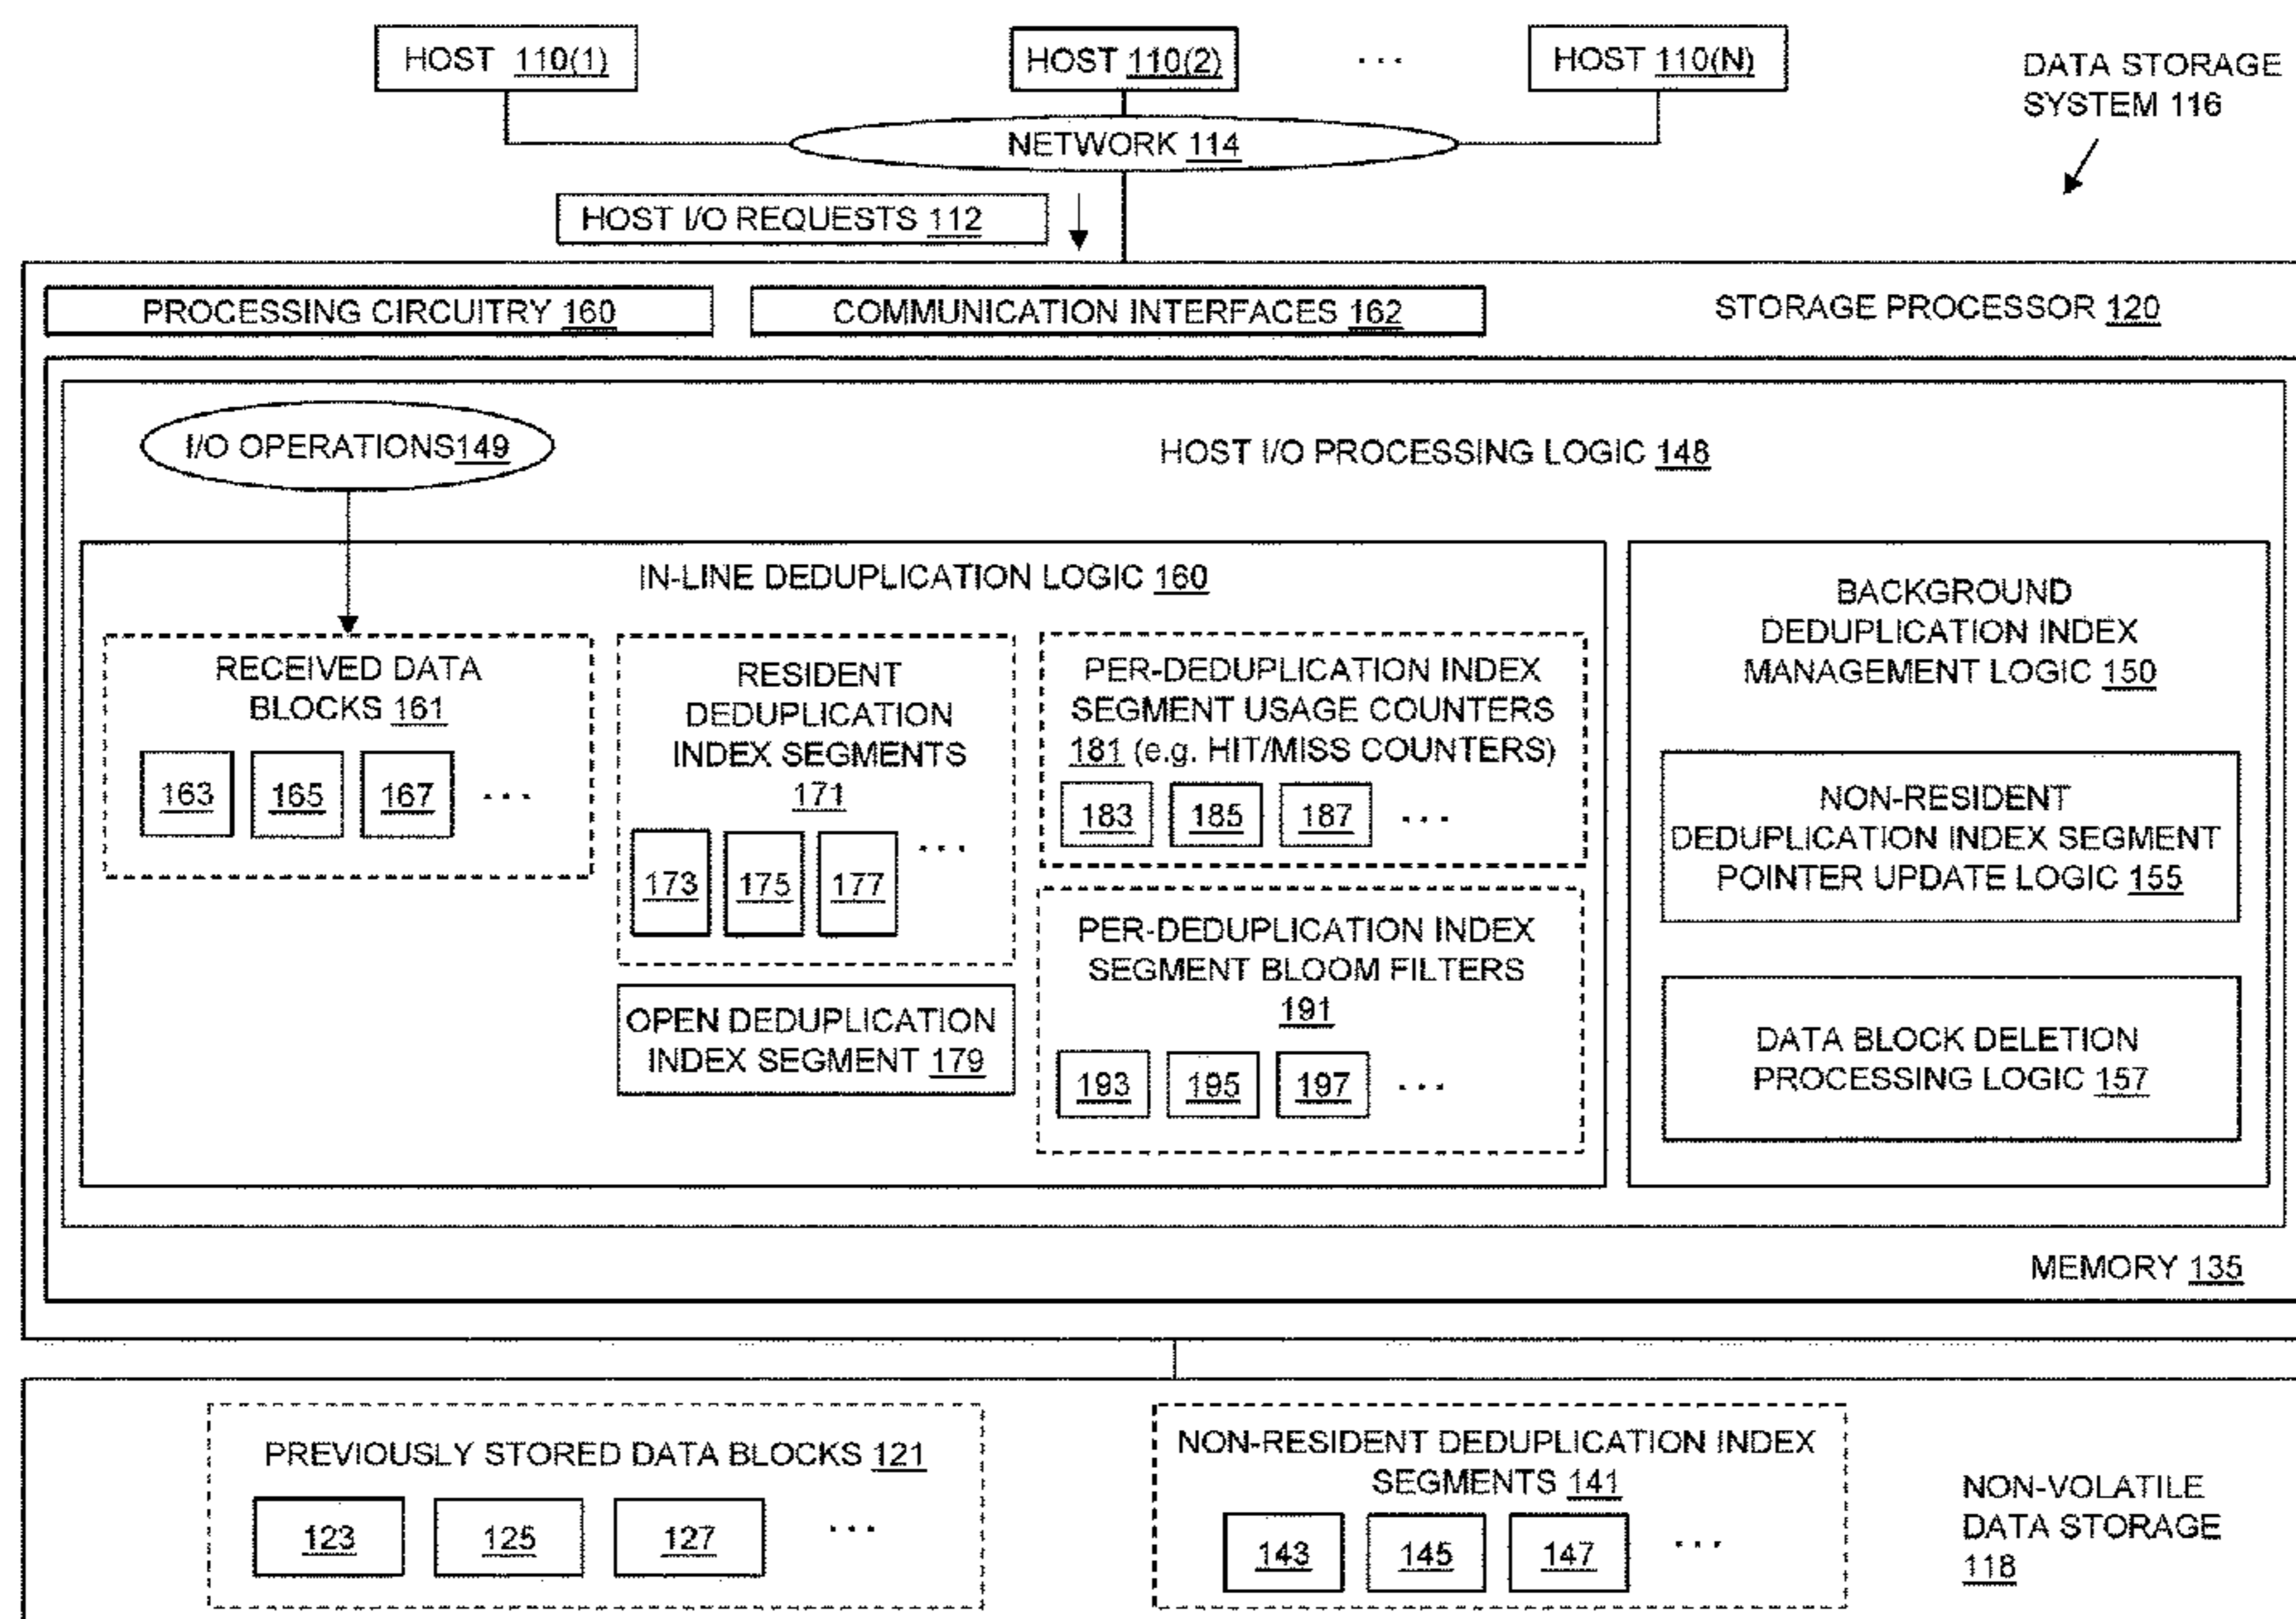 HOST 110(1)
HOST 110(2)
...
HOST 110(N)
DATA STORAGE
SYSTEM 116
NETWORK 114
HOST I/O REQUESTS 112
PROCESSING CIRCUITRY 160
COMMUNICATION INTERFACES 162
STORAGE PROCESSOR 120
I/O OPERATIONS149
HOST I/O PROCESSING LOGIC 148
IN-LINE DEDUPLICATION LOGIC 160
RECEIVED DATA
BLOCKS 161
163 165 167 ...
RESIDENT
DEDUPLICATION
INDEX SEGMENTS
171
173 175 177 ...
OPEN DEDUPLICATION
INDEX SEGMENT 179
PER-DEDUPLICATION INDEX
SEGMENT USAGE COUNTERS
181 (e.g. HIT/MISS COUNTERS)
183 185 187 ...
PER-DEDUPLICATION INDEX
SEGMENT BLOOM FILTERS
191
193 195 197 ...
BACKGROUND
DEDUPLICATION INDEX
MANAGEMENT LOGIC 150
NON-RESIDENT
DEDUPLICATION INDEX SEGMENT
POINTER UPDATE LOGIC 155
DATA BLOCK DELETION
PROCESSING LOGIC 157
MEMORY 135
PREVIOUSLY STORED DATA BLOCKS 121
123 125 127 ...
NON-RESIDENT DEDUPLICATION INDEX
SEGMENTS 141
143 145 147 ...
NON-VOLATILE
DATA STORAGE
118